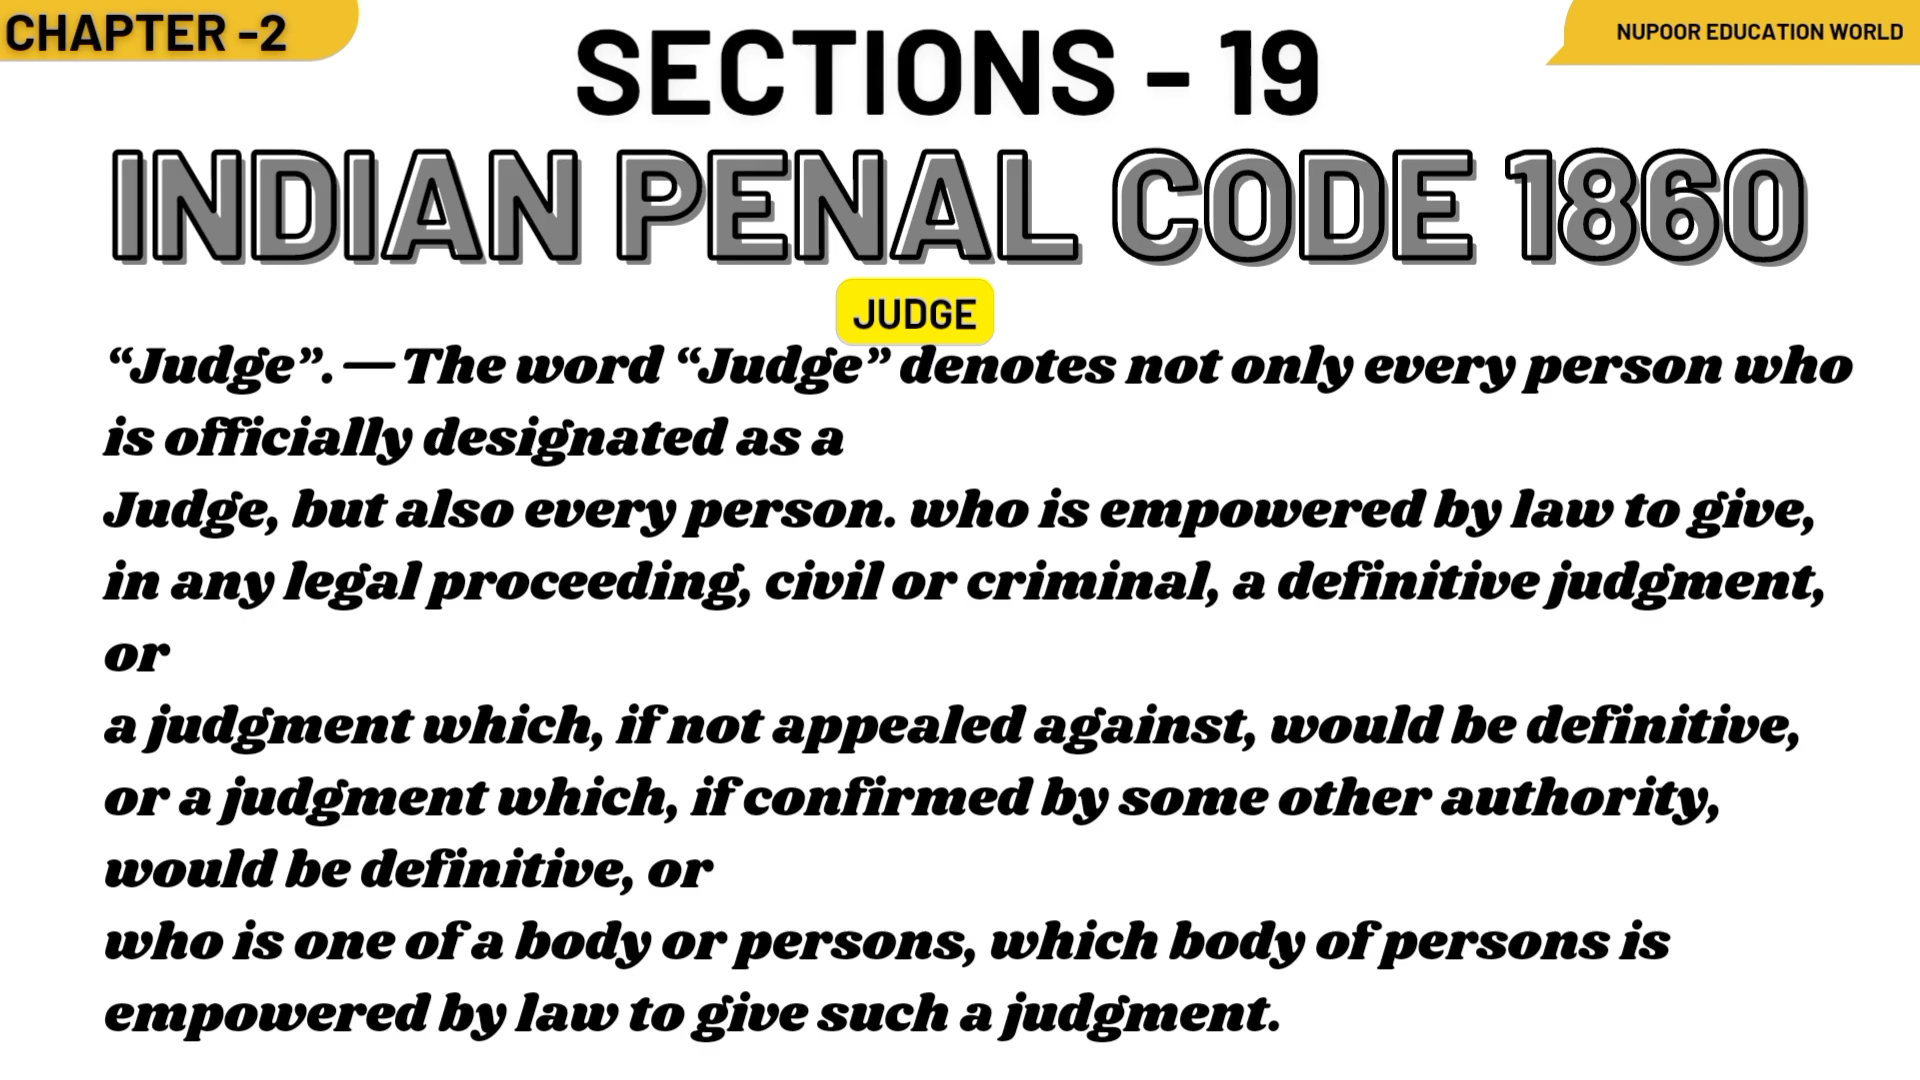 CHAPTER -2
NUPOOR EDUCATION WORLD
SECTIONS - 19
INDIAN PENAL CODE 1860
JUDGE
“Judge”. — The word “Judge” denotes not only every person who
is officially designated as a
Judge, but also every person. who is empowered by law to give,
in any legal proceeding, civil or criminal, a definitive judgment,
or
a judgment which, if not appealed against, would be definitive,
or a judgment which, if confirmed by some other authority,
would be definitive, or
who is one of a body or persons, which body of persons is
empowered by law to give such a judgment.